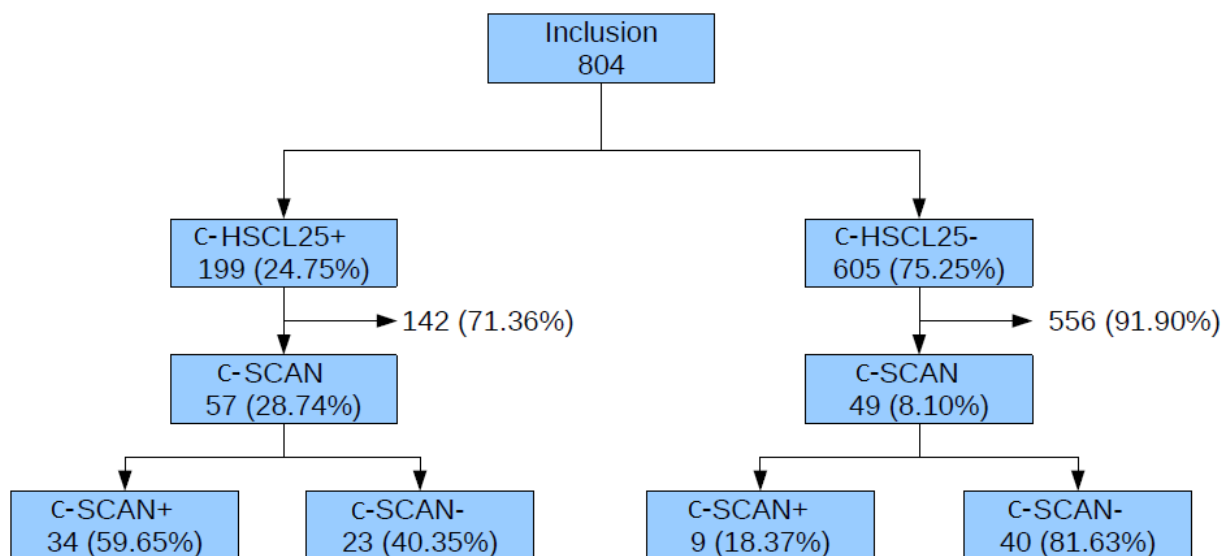 Inclusion
804
c-HSCL25+
199 (24.75%)
c-HSCL25-
605 (75.25%)
142 (71.36%)
556 (91.90%)
c-SCAN
57 (28.74%)
c-SCAN
49 (8.10%)
c-SCAN+
34 (59.65%)
c-SCAN-
23 (40.35%)
c-SCAN+
9 (18.37%)
c-SCAN-
40 (81.63%)